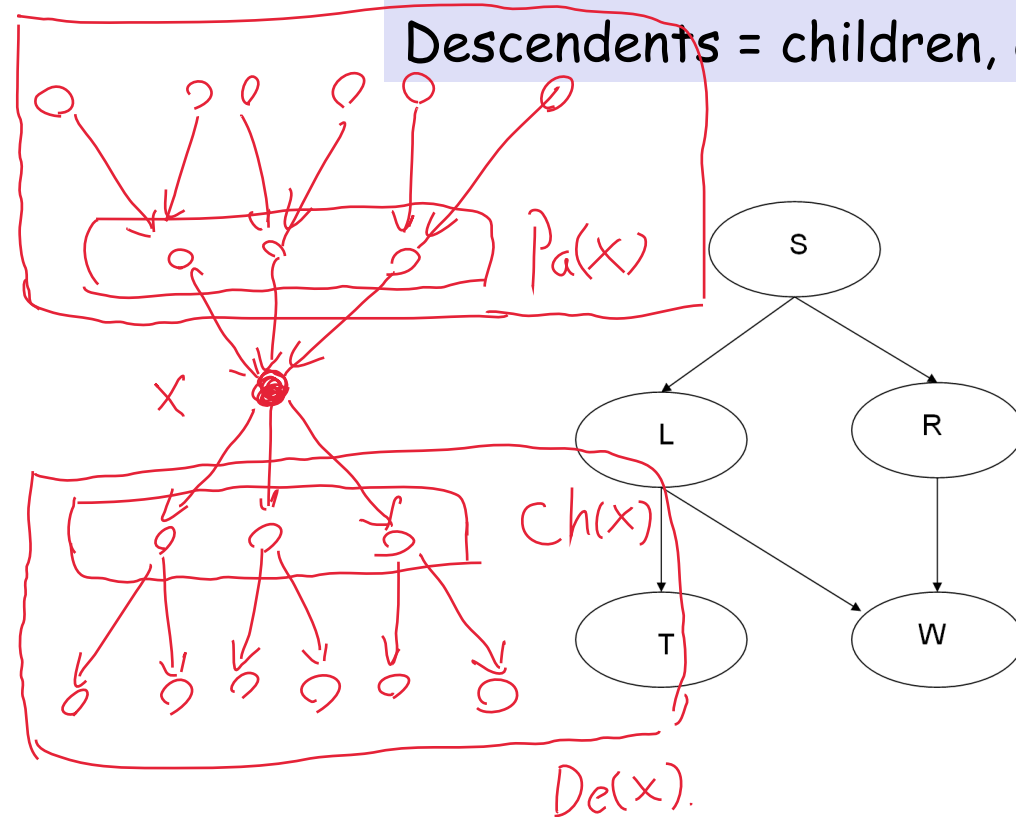 Descendents = children,
Pa(X)
S
X
L
R
Ch(X)
T
W
De(X).